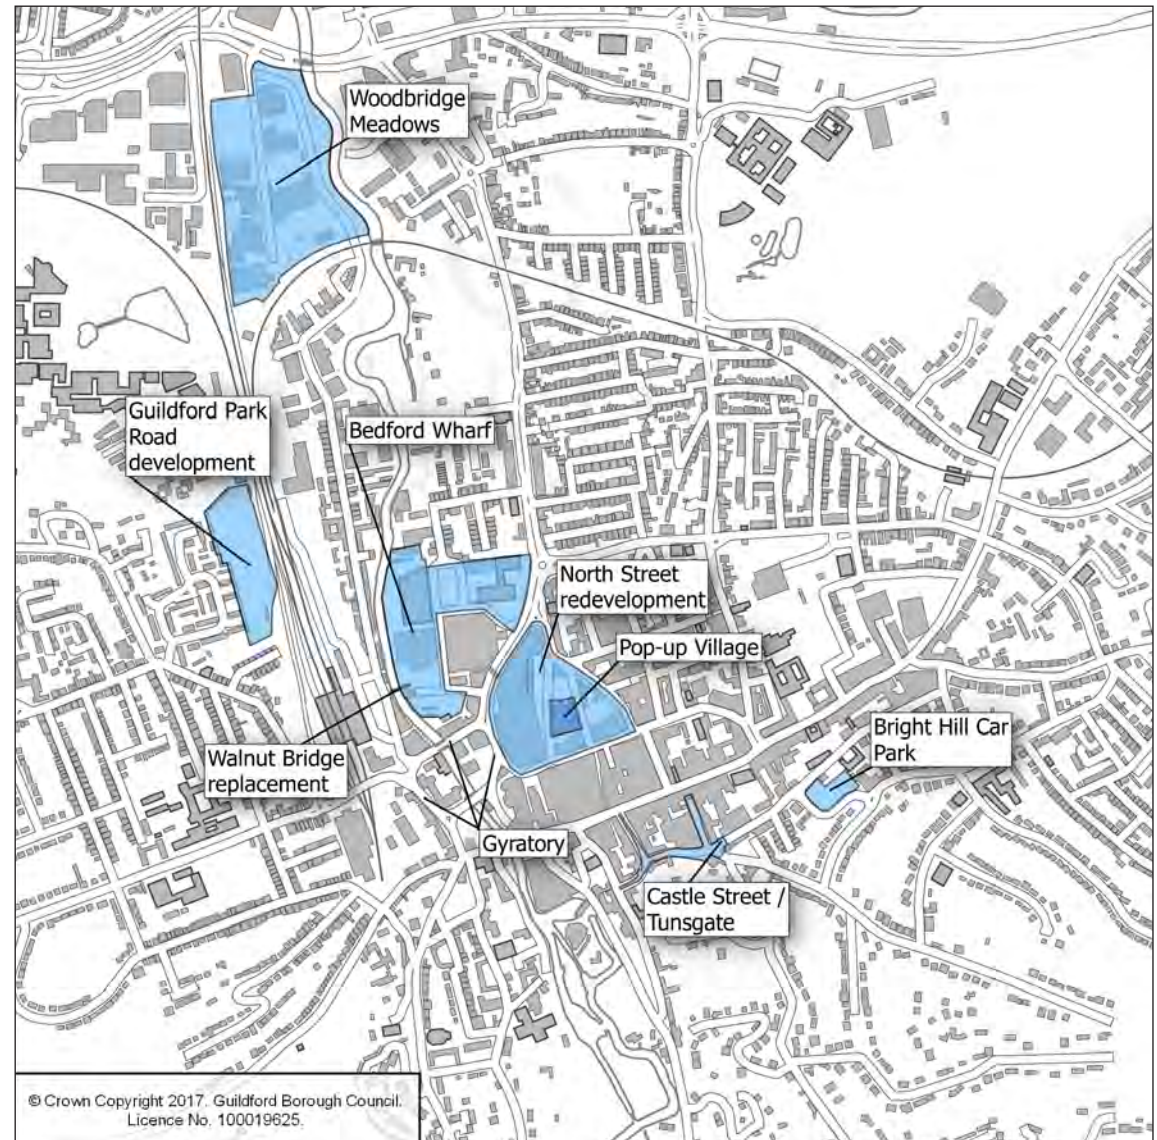 Woodbridge
Meadows
Guildford Park
Road
development
Bedford Wharf
North Street
redevelopment
Pop-up Village
Bright Hill Car
Park
Walnut Bridge
replacement
Gyratory
Castle Street /
Tunsgate
© Crown Copyright 2017. Guildford Borough Council.
Licence No. 100019625.